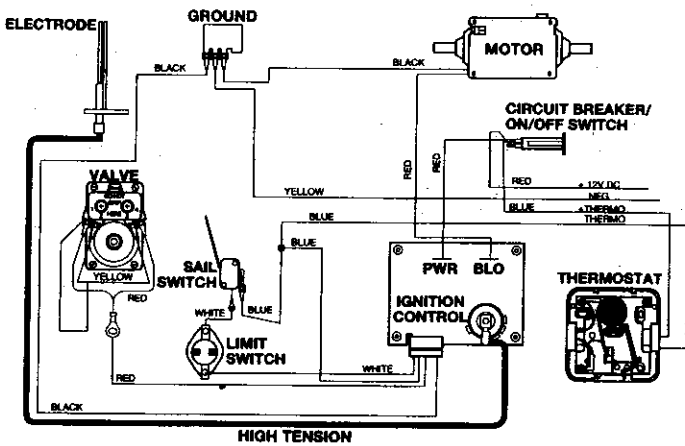 GROUND
ELECTRODE
MOTOR
BLACK
BLACK
CIRCUIT BREAKER/
ON/OFF SWITCH
RED
RED
VALVE
RED
+ 12V DC
YELLOW
NEG.
BLUE
+THERMO
BLUE
THERMO
BLUE
SAIL
SWITCH
PWR
BLO
THERMOSTAT
YELLOW
RED
IGNITION
CONTROL
WHITE
BLUE
LIMIT
SWITCH
WHITE
RED
BLUE
BLACK
HIGH TENSION